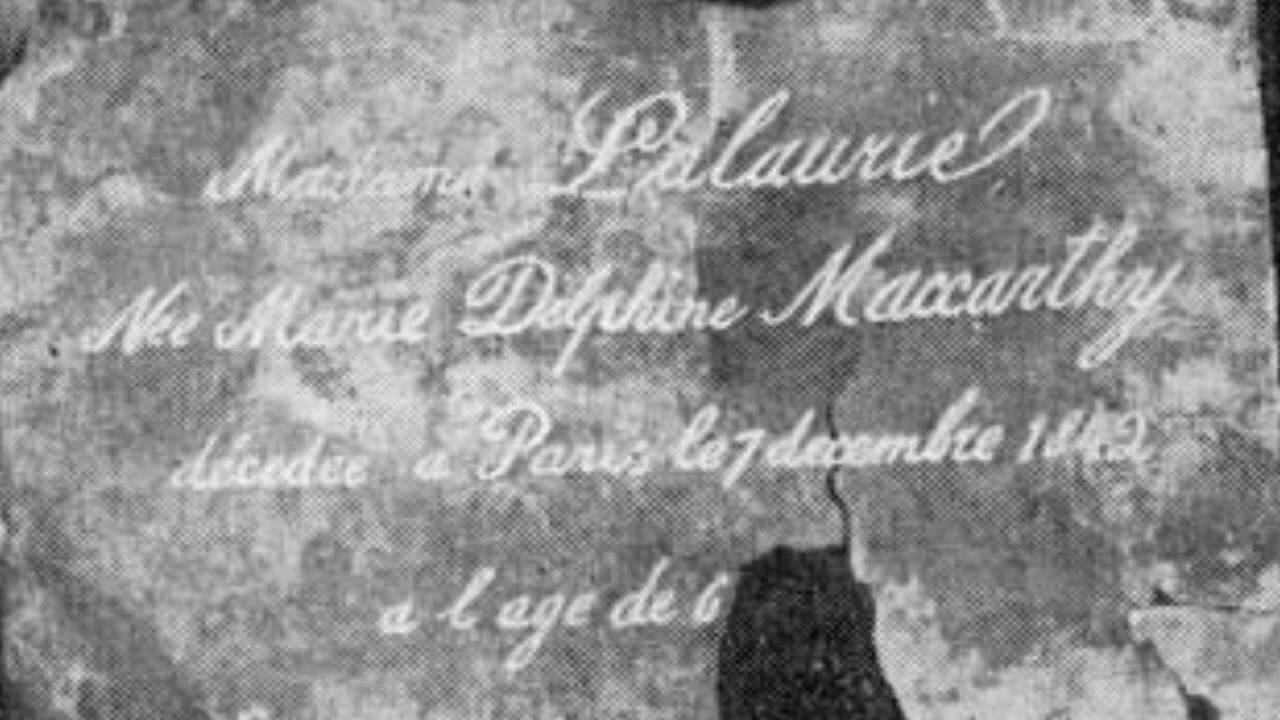 Madame Lalaurie
Née Marie Delphine Maccarthy
décédée à Paris le 7 decembre 1842
a l age de 6